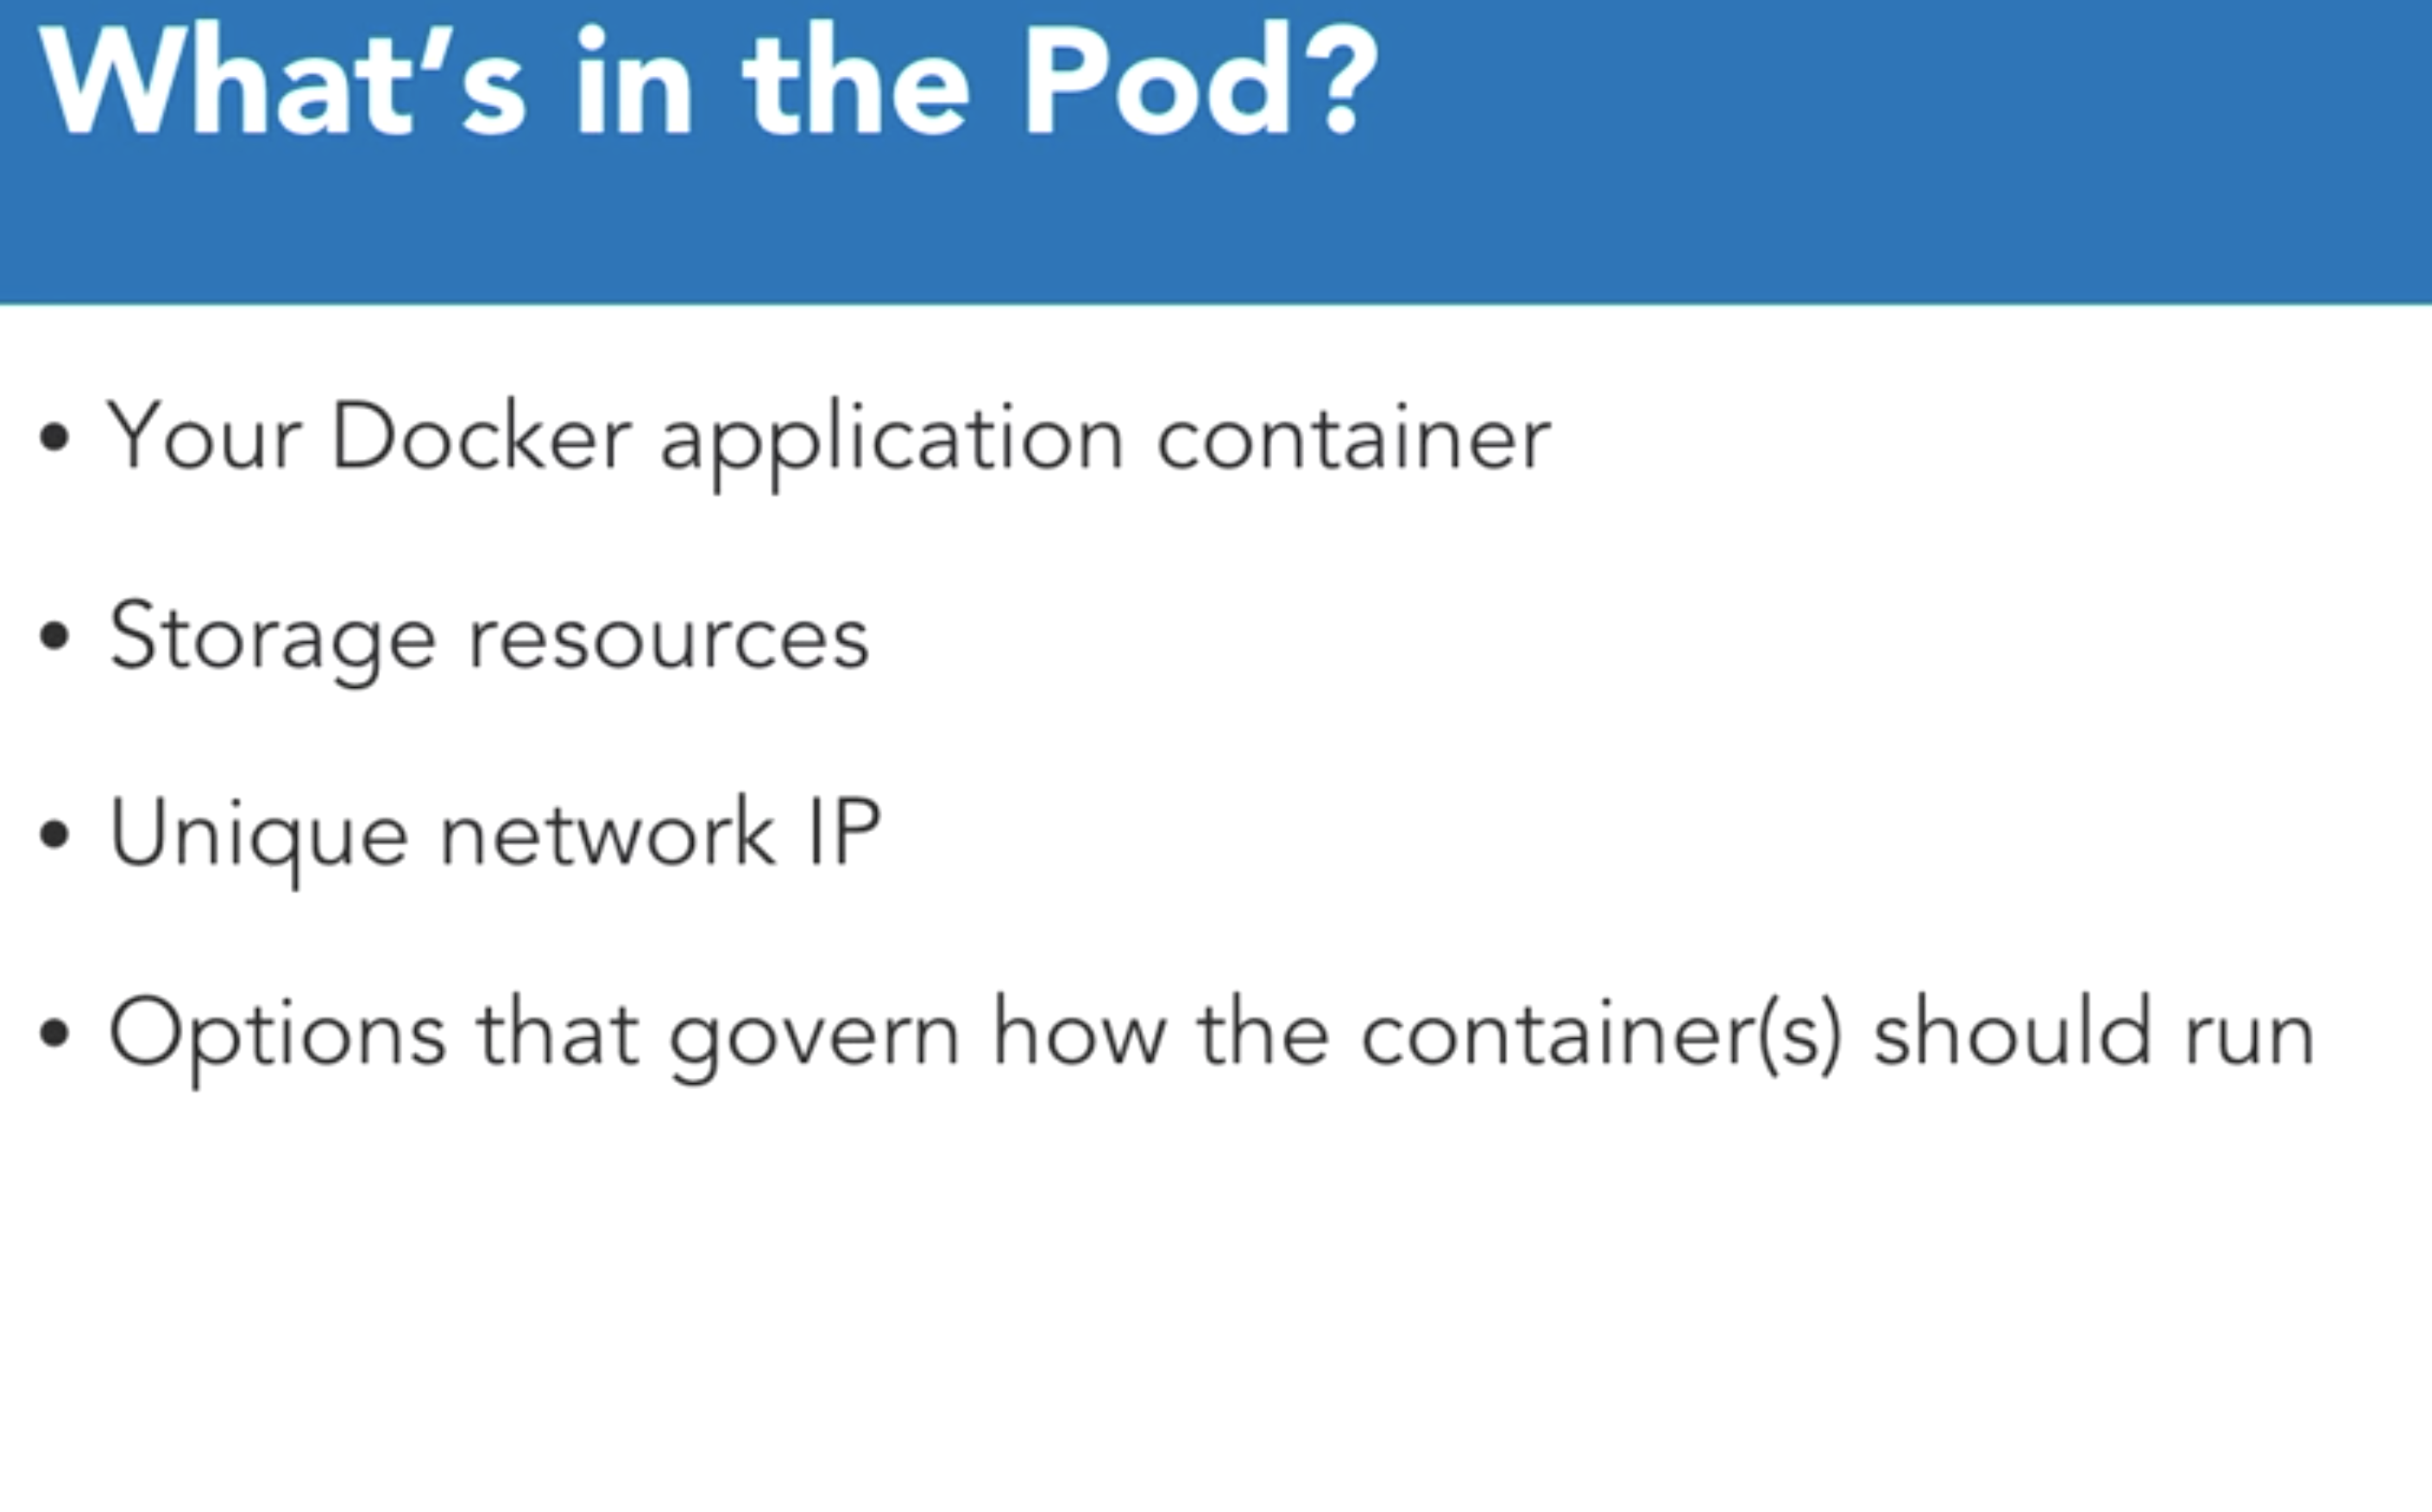 What’s in the Pod?
• Your Docker application container
• Storage resources
• Unique network IP
• Options that govern how the container(s) should run